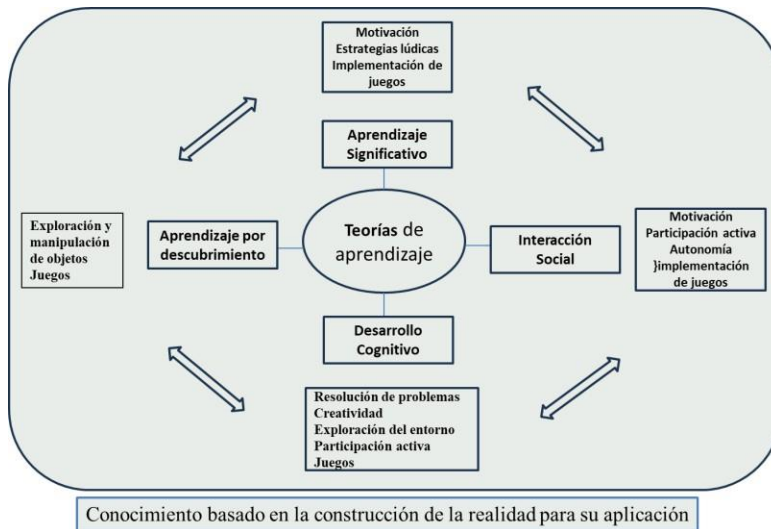 Motivación
Estrategias lúdicas
Implementación de
juegos
Aprendizaje
Significativo
Exploración y
manipulación
de objetos
Juegos
Aprendizaje por
descubrimiento
Teorías de
aprendizaje
Interacción
Social
Motivación
Participación activa
Autonomía
}implementación
de juegos
Desarrollo
Cognitivo
Resolución de problemas
Creatividad
Exploración del entorno
Participación activa
Juegos
Conocimiento basado en la construcción de la realidad para su aplicación